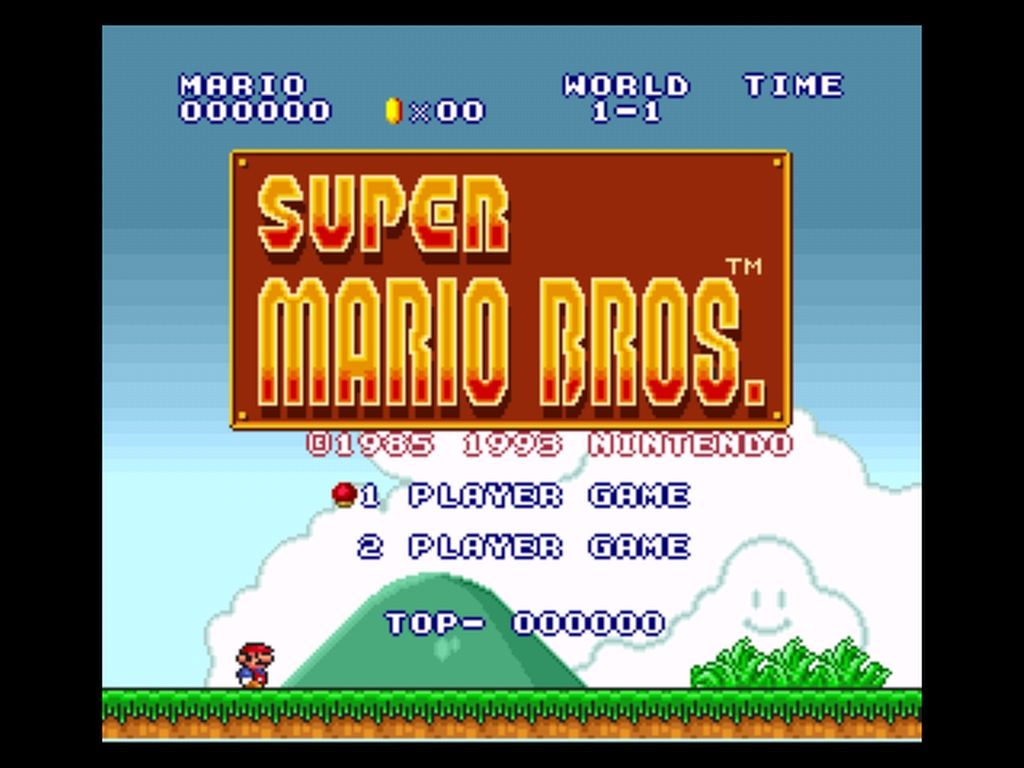 MARIO WORLD TIME
000000 ×00 1-1
SUPER
MARIO BROS.™
©1985 1993 NINTENDO
1 PLAYER GAME
2 PLAYER GAME
TOP- 000000